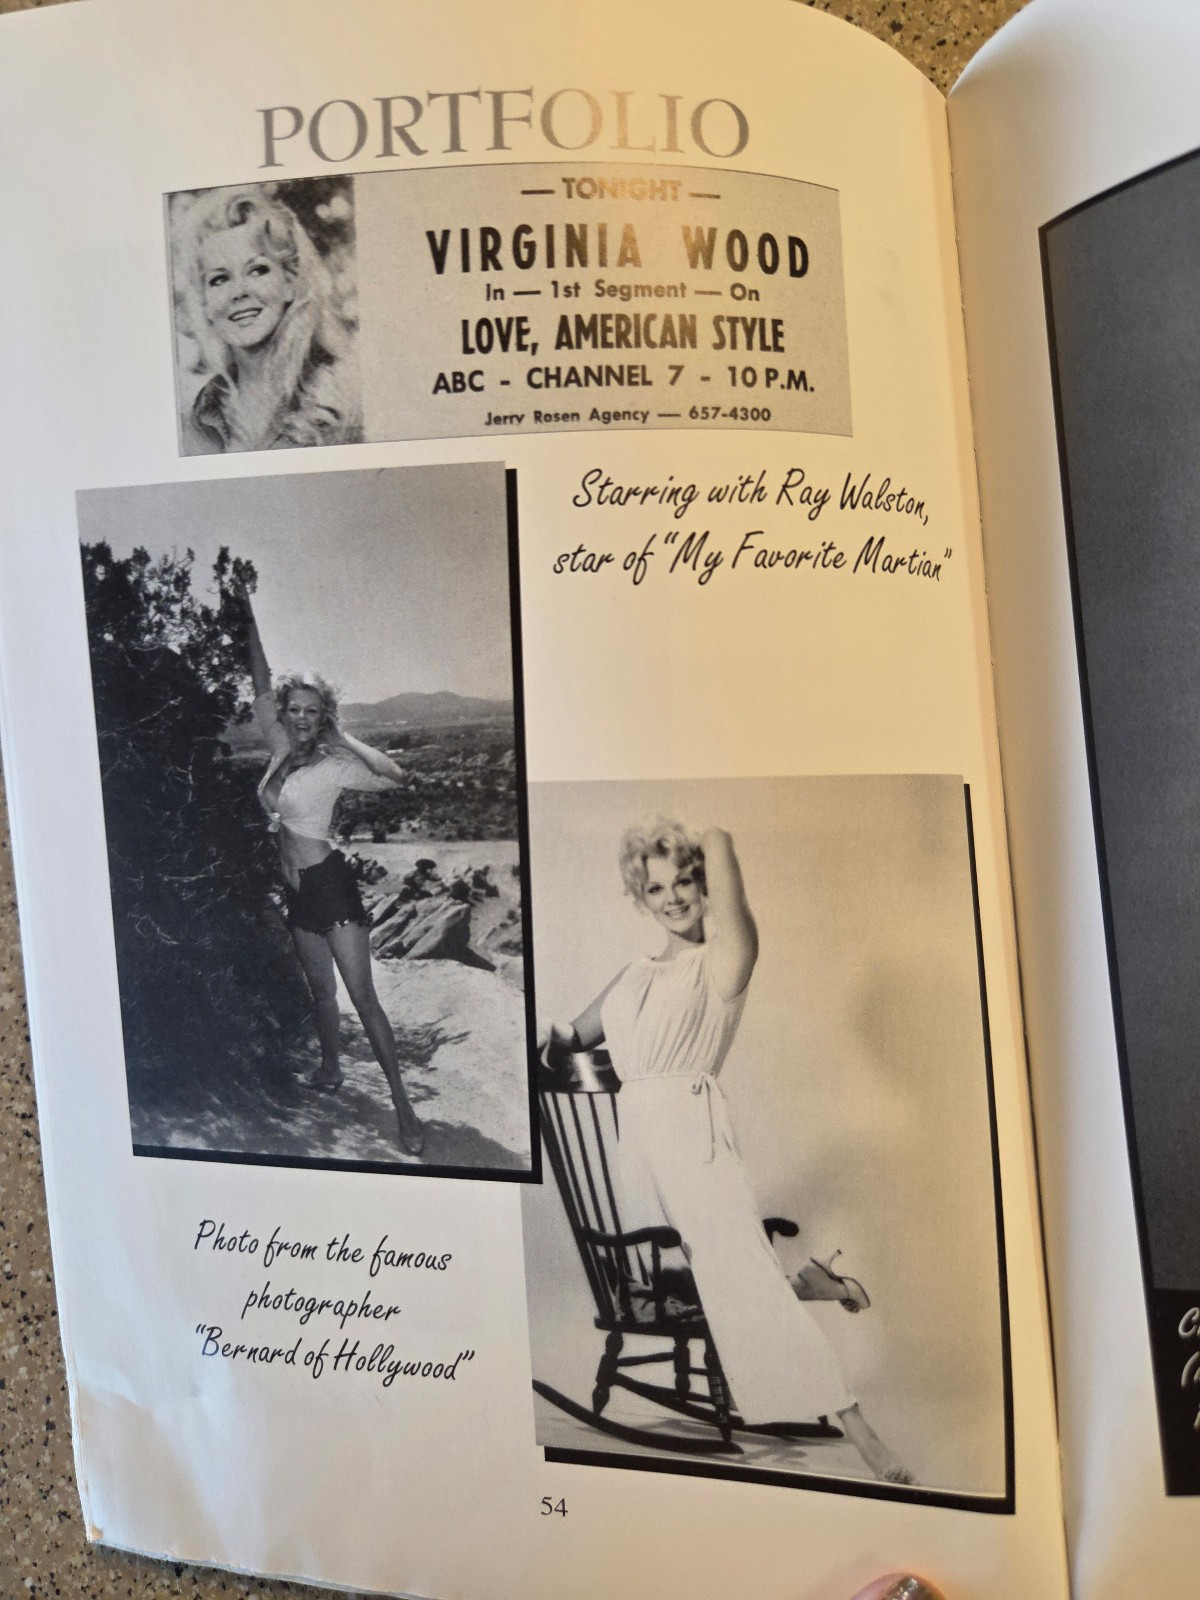 PORTFOLIO
— TONIGHT —
VIRGINIA WOOD
In — 1st Segment — On
LOVE, AMERICAN STYLE
ABC - CHANNEL 7 - 10 P.M.
Jerry Rosen Agency — 657-4300
Starring with Ray Walston,
star of "My Favorite Martian"
Photo from the famous
photographer
"Bernard of Hollywood"
54